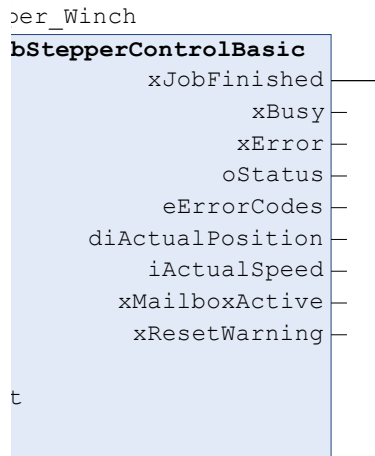 per_Winch
bStepperControlBasic
xJobFinished
xBusy
xError
oStatus
eErrorCodes
diActualPosition
iActualSpeed
xMailboxActive
xResetWarning
t